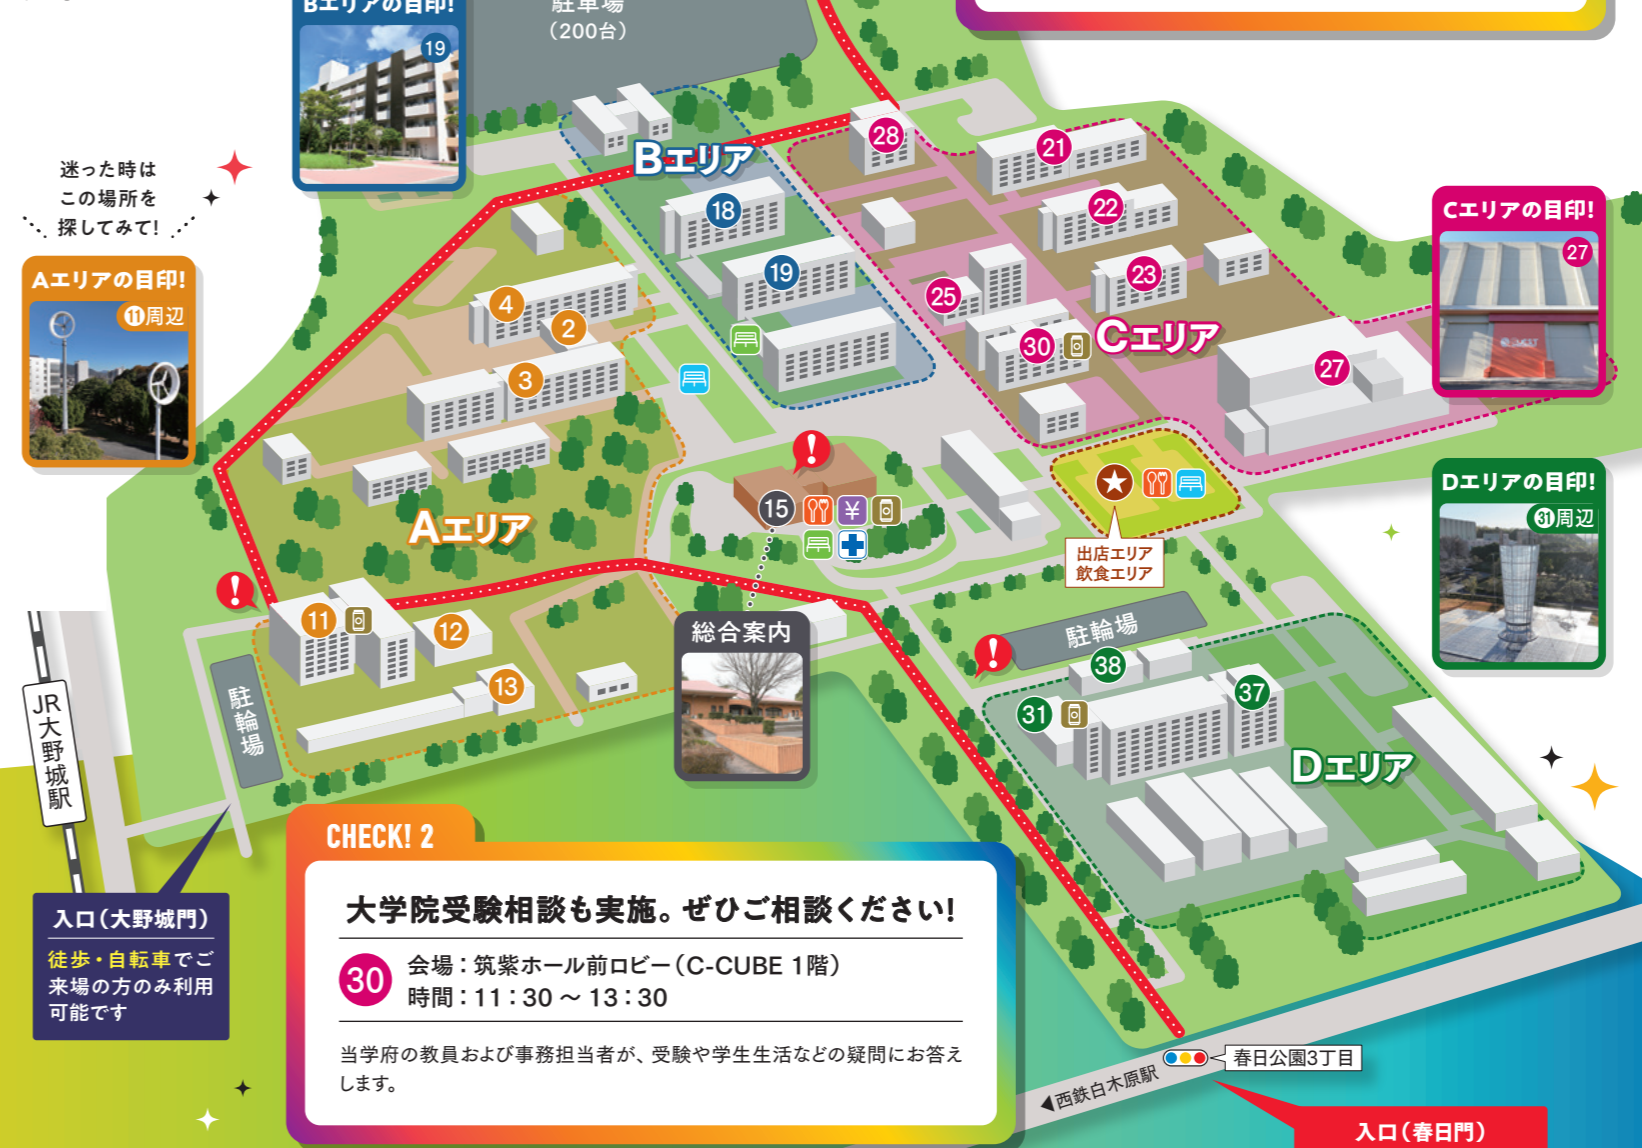 Bエリアの目印!
19
駐車場
(200台)
迷った時は
この場所を
探してみて!
Aエリアの目印!
⑪周辺
Bエリア
28
21
18
22
19
23
25
4
2
3
30
Cエリア
27
Cエリアの目印!
27
Dエリアの目印!
㉛周辺
Aエリア
15
¥
出店エリア
飲食エリア
総合案内
11
12
13
駐輪場
駐輪場
38
31
37
Dエリア
JR大野城駅
入口(大野城門)
徒歩・自転車でご
来場の方のみ利用
可能です
CHECK! 2
大学院受験相談も実施。ぜひご相談ください!
30
会場:筑紫ホール前ロビー(C-CUBE 1階)
時間:11:30 ~ 13:30
当学府の教員および事務担当者が、受験や学生生活などの疑問にお答え
します。
春日公園3丁目
◀西鉄白木原駅
入口(春日門)